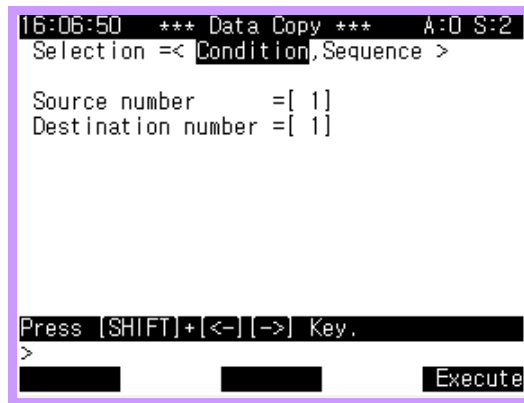 16:06:50 *** Data Copy *** A:0 S:2
Selection =< Condition,Sequence >
Source number =[ 1]
Destination number =[ 1]
Press [SHIFT]+[<-][->] Key.
>
Execute